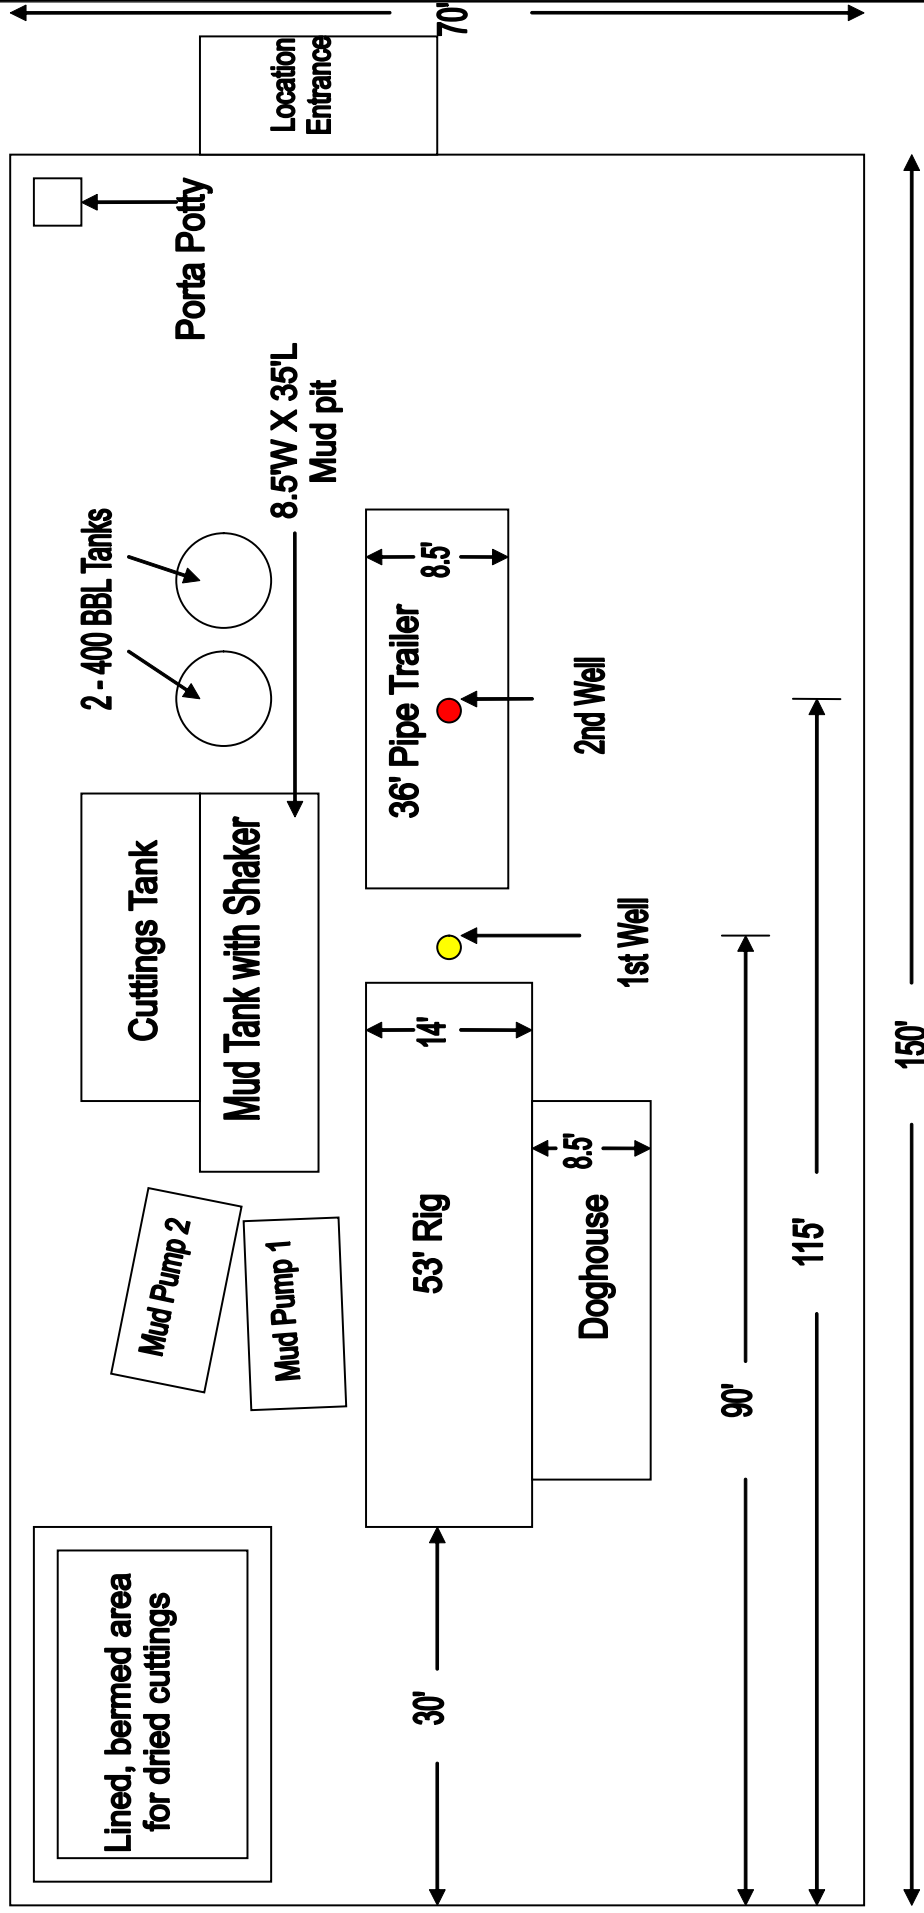 70'
Location
Entrance
Porta Potty
8.5'W X 35'L
Mud pit
2 - 400 BBL Tanks
8.5'
36' Pipe Trailer
2nd Well
Cuttings Tank
Mud Tank with Shaker
1st Well
14'
150'
8.5'
53' Rig
Doghouse
115'
Mud Pump 2
Mud Pump 1
90'
Lined, bermed area
for dried cuttings
30'